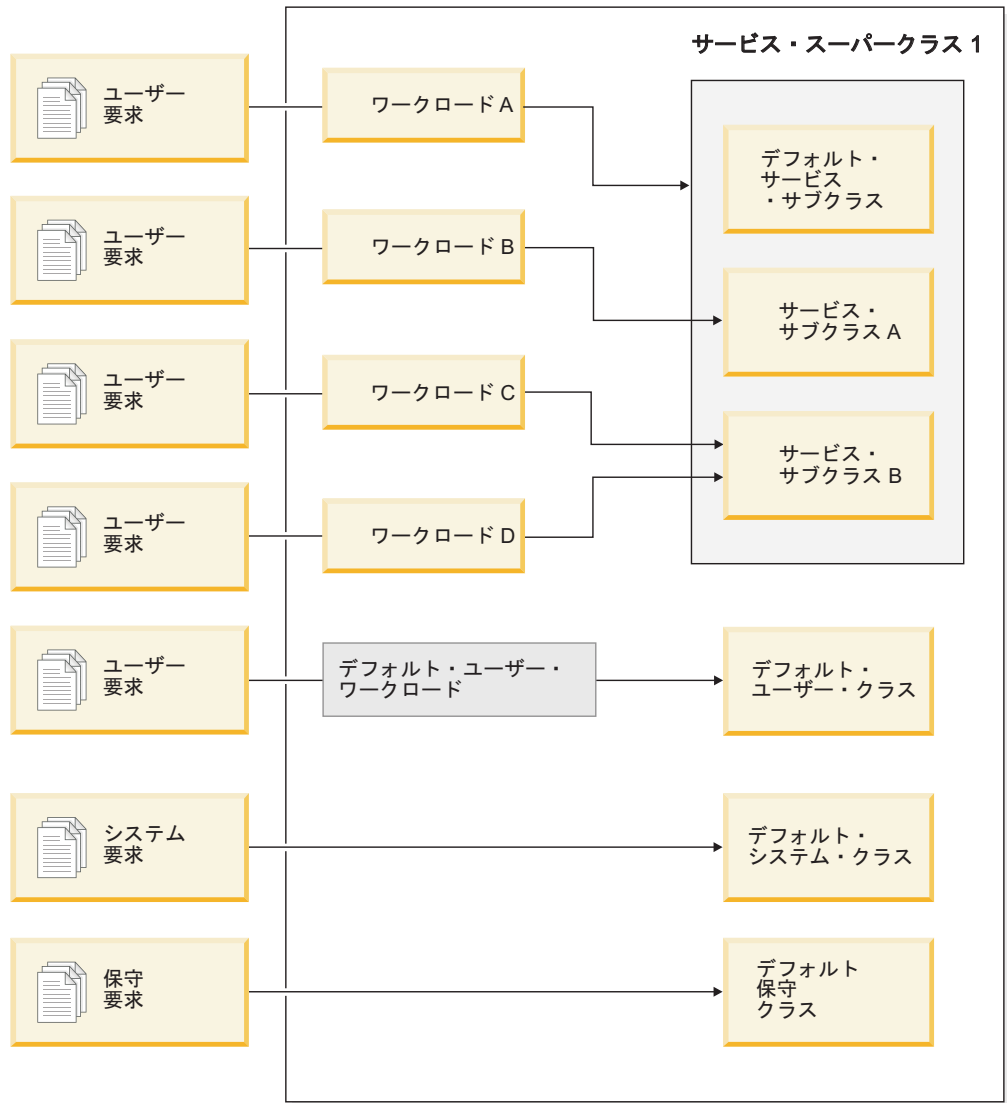 サービス・スーパークラス 1
ユーザー
要求
ワークロード A
デフォルト・
サービス
・サブクラス
ユーザー
要求
ワークロード B
サービス・
サブクラス A
ユーザー
要求
ワークロード C
サービス・
サブクラス B
ユーザー
要求
ワークロード D
ユーザー
要求
デフォルト・ユーザー・
ワークロード
デフォルト・
ユーザー・クラス
システム
要求
デフォルト・
システム・クラス
保守
要求
デフォルト
保守
クラス